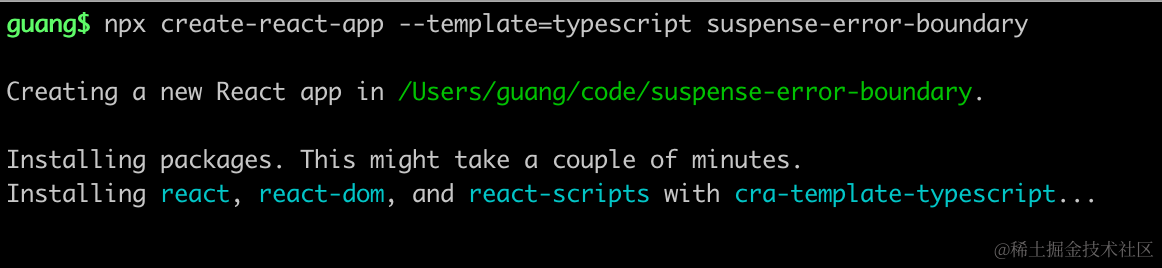 guang$ npx create-react-app --template=typescript suspense-error-boundary
Creating a new React app in /Users/guang/code/suspense-error-boundary.
Installing packages. This might take a couple of minutes.
Installing react, react-dom, and react-scripts with cra-template-typescript...
@稀土掘金技术社区